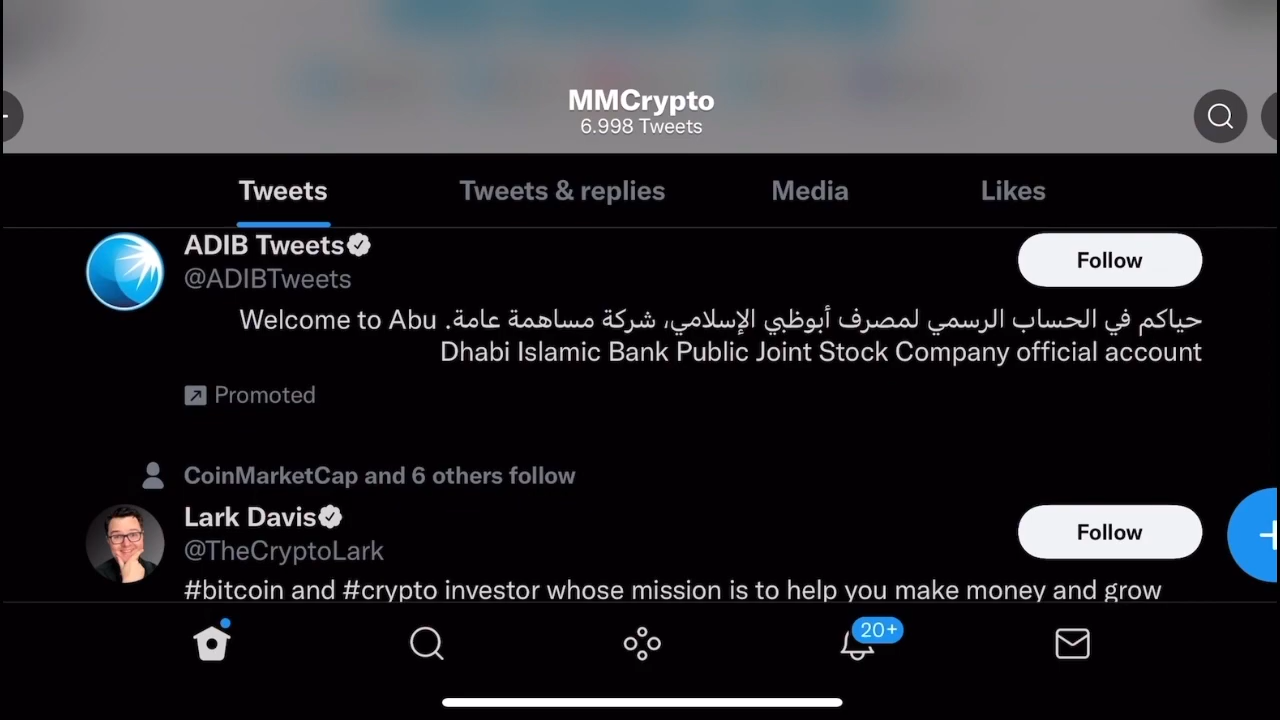 MMCrypto
6.998 Tweets
Tweets
Tweets & replies
Media
Likes
ADIB Tweets
@ADIBTweets
Follow
حياكم في الحساب الرسمي لمصرف أبوظبي الإسلامي، شركة مساهمة عامة. Welcome to Abu
Dhabi Islamic Bank Public Joint Stock Company official account
Promoted
CoinMarketCap and 6 others follow
Lark Davis
@TheCryptoLark
Follow
#bitcoin and #crypto investor whose mission is to help you make money and grow
20+